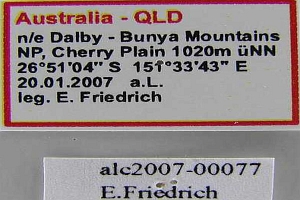 Australia - QLD
n/e Dalby - Bunya Mountains
NP, Cherry Plain 1020m üNN
26°51'04" S 151°33'43" E
20.01.2007 a.L.
leg. E. Friedrich
alc2007-00077
E.Friedrich